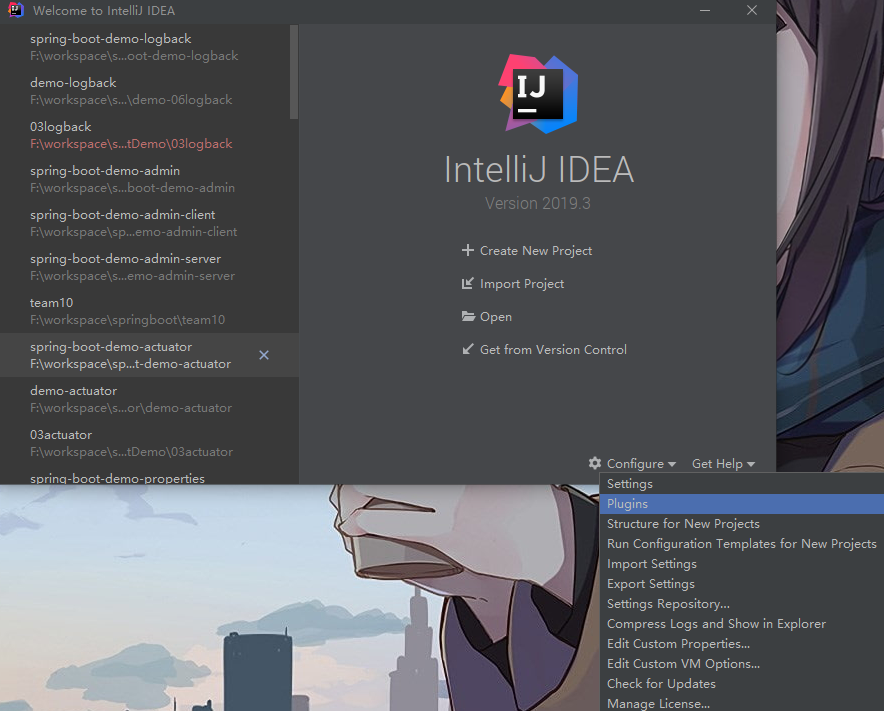 Welcome to IntelliJ IDEA
spring-boot-demo-logback
F:\workspace\s...oot-demo-logback
demo-logback
F:\workspace\s...\demo-06logback
03logback
F:\workspace\s...tDemo\03logback
spring-boot-demo-admin
F:\workspace\s...boot-demo-admin
spring-boot-demo-admin-client
F:\workspace\sp...emo-admin-client
spring-boot-demo-admin-server
F:\workspace\s...emo-admin-server
team10
F:\workspace\springboot\team10
spring-boot-demo-actuator
F:\workspace\sp...t-demo-actuator
demo-actuator
F:\workspace\s...or\demo-actuator
03actuator
F:\workspace\s...tDemo\03actuator
spring-boot-demo-properties
IJ
IntelliJ IDEA
Version 2019.3
Create New Project
Import Project
Open
Get from Version Control
Configure
Get Help
Settings
Plugins
Structure for New Projects
Run Configuration Templates for New Projects
Import Settings
Export Settings
Settings Repository...
Compress Logs and Show in Explorer
Edit Custom Properties...
Edit Custom VM Options...
Check for Updates
Manage License...